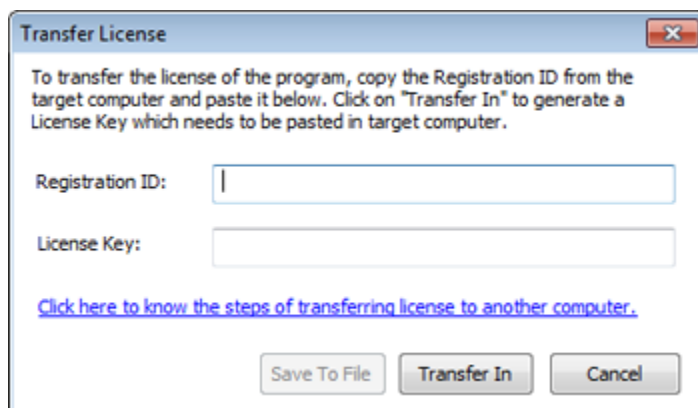 Transfer License
To transfer the license of the program, copy the Registration ID from the
target computer and paste it below. Click on "Transfer In" to generate a
License Key which needs to be pasted in target computer.
Registration ID:
License Key:
Click here to know the steps of transferring license to another computer.
Save To File Transfer In Cancel